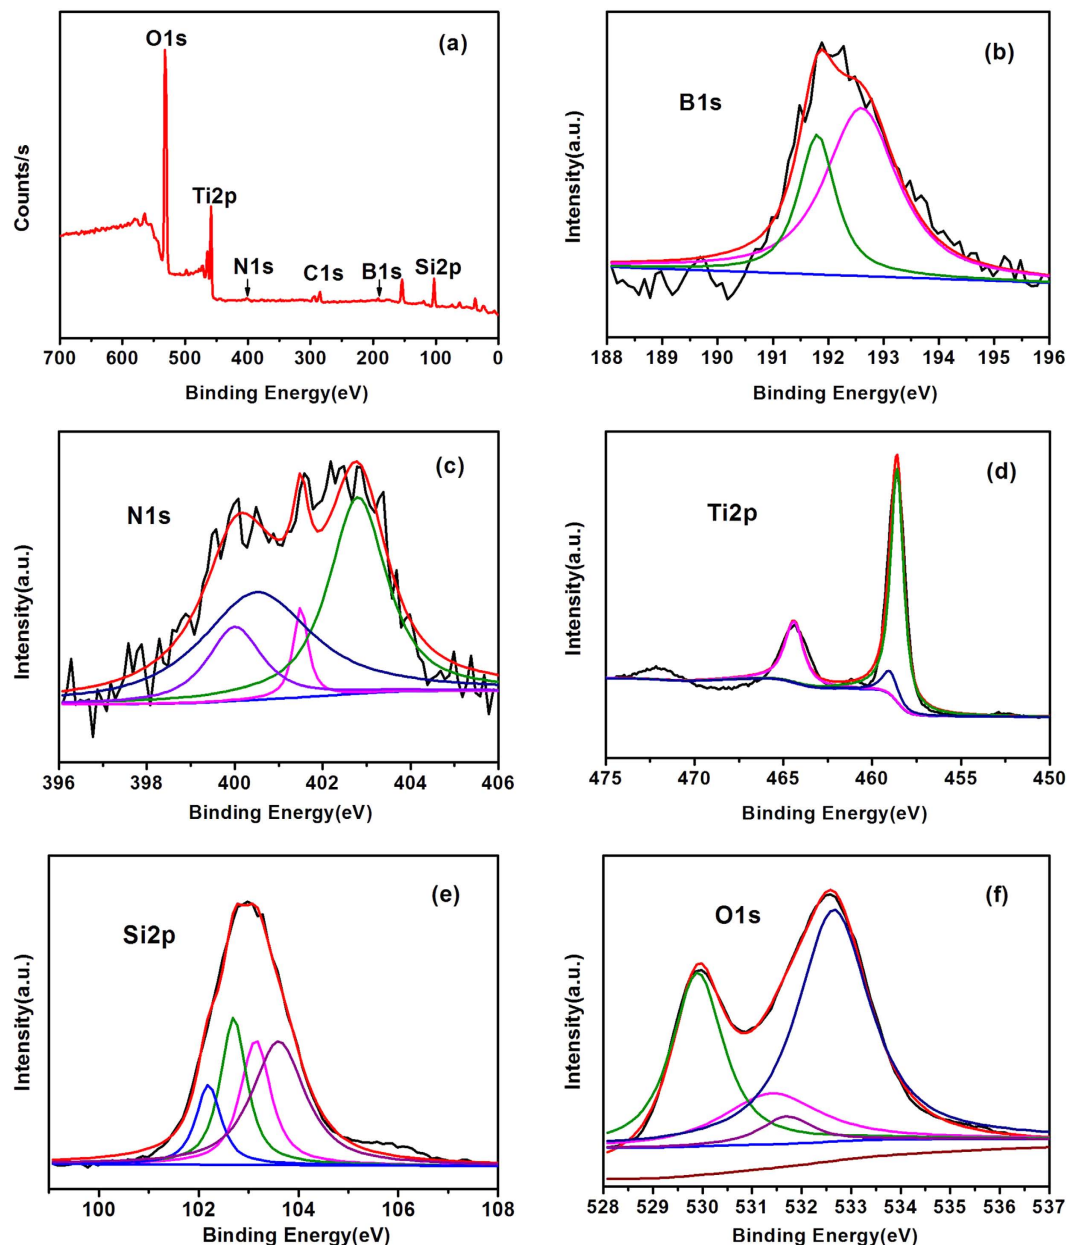 (a)
O1s
Ti2p
N1s
C1s
B1s
Si2p
Counts/s
700 600 500 400 300 200 100 0
Binding Energy(eV)
(b)
B1s
Intensity(a.u.)
188 189 190 191 192 193 194 195 196
Binding Energy(eV)
(c)
N1s
Intensity(a.u.)
396 398 400 402 404 406
Binding Energy(eV)
(d)
Ti2p
Intensity(a.u.)
475 470 465 460 455 450
Binding Energy(eV)
(e)
Si2p
Intensity(a.u.)
100 102 104 106 108
Binding Energy(eV)
(f)
O1s
Intensity(a.u.)
528 529 530 531 532 533 534 535 536 537
Binding Energy(eV)